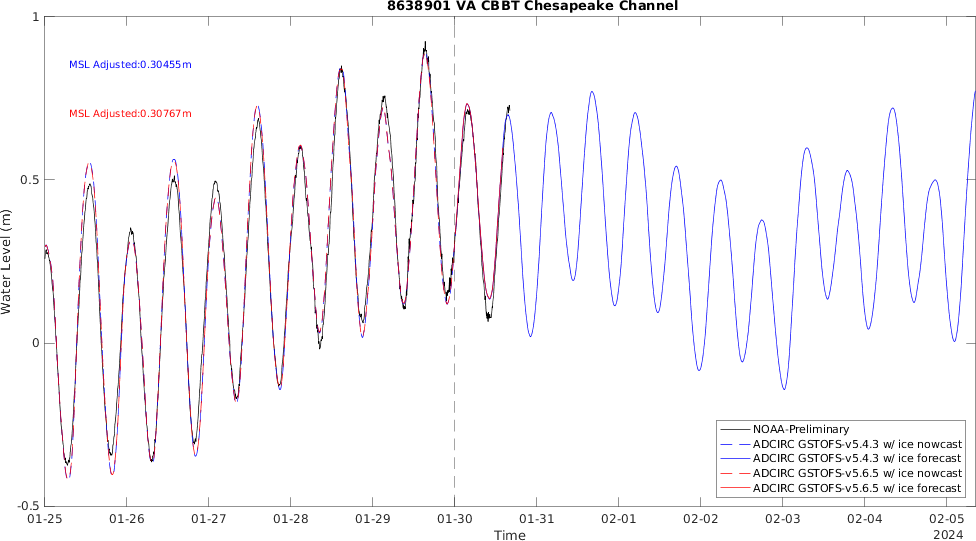 8638901 VA CBBT Chesapeake Channel
1
MSL Adjusted:0.30455m
MSL Adjusted:0.30767m
0.5
Water Level (m)
0
-0.5
NOAA-Preliminary
ADCIRC GSTOFS-v5.4.3 w/ ice nowcast
ADCIRC GSTOFS-v5.4.3 w/ ice forecast
ADCIRC GSTOFS-v5.6.5 w/ ice nowcast
ADCIRC GSTOFS-v5.6.5 w/ ice forecast
01-25 01-26 01-27 01-28 01-29 01-30 01-31 02-01 02-02 02-03 02-04 02-05
Time
2024